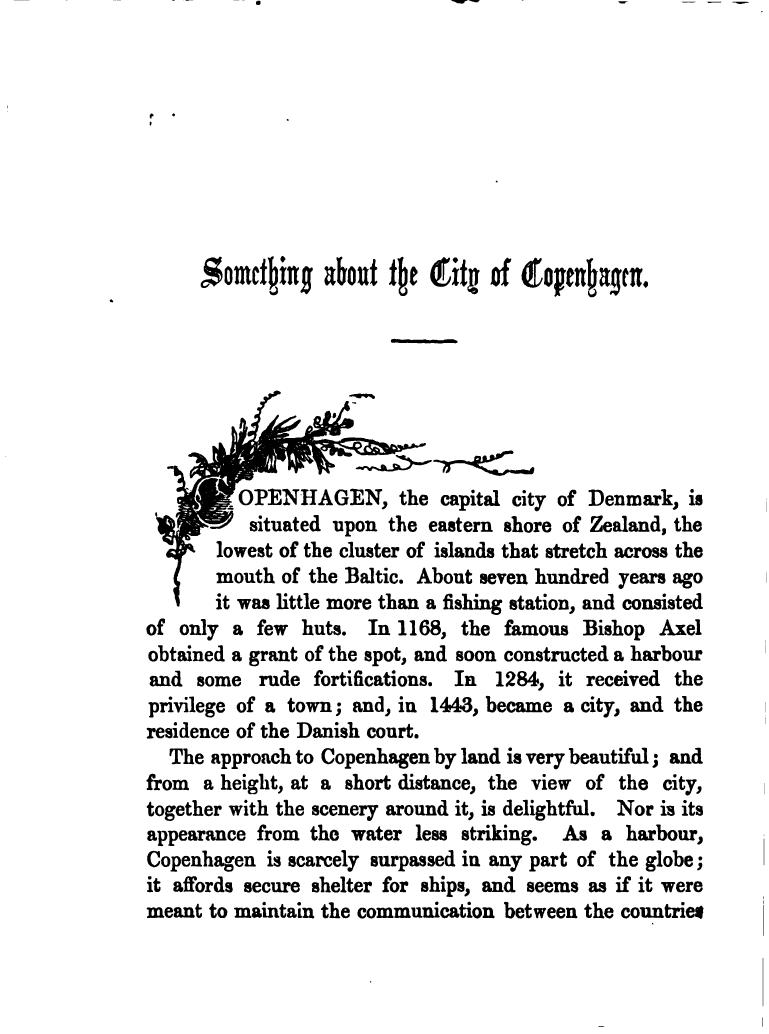 Something about the City of Copenhagen.
COPENHAGEN, the capital city of Denmark, is
situated upon the eastern shore of Zealand, the
lowest of the cluster of islands that stretch across the
mouth of the Baltic. About seven hundred years ago
it was little more than a fishing station, and consisted
of only a few huts. In 1168, the famous Bishop Axel
obtained a grant of the spot, and soon constructed a harbour
and some rude fortifications. In 1284, it received the
privilege of a town; and, in 1443, became a city, and the
residence of the Danish court.
The approach to Copenhagen by land is very beautiful; and
from a height, at a short distance, the view of the city,
together with the scenery around it, is delightful. Nor is its
appearance from the water less striking. As a harbour,
Copenhagen is scarcely surpassed in any part of the globe;
it affords secure shelter for ships, and seems as if it were
meant to maintain the communication between the countries